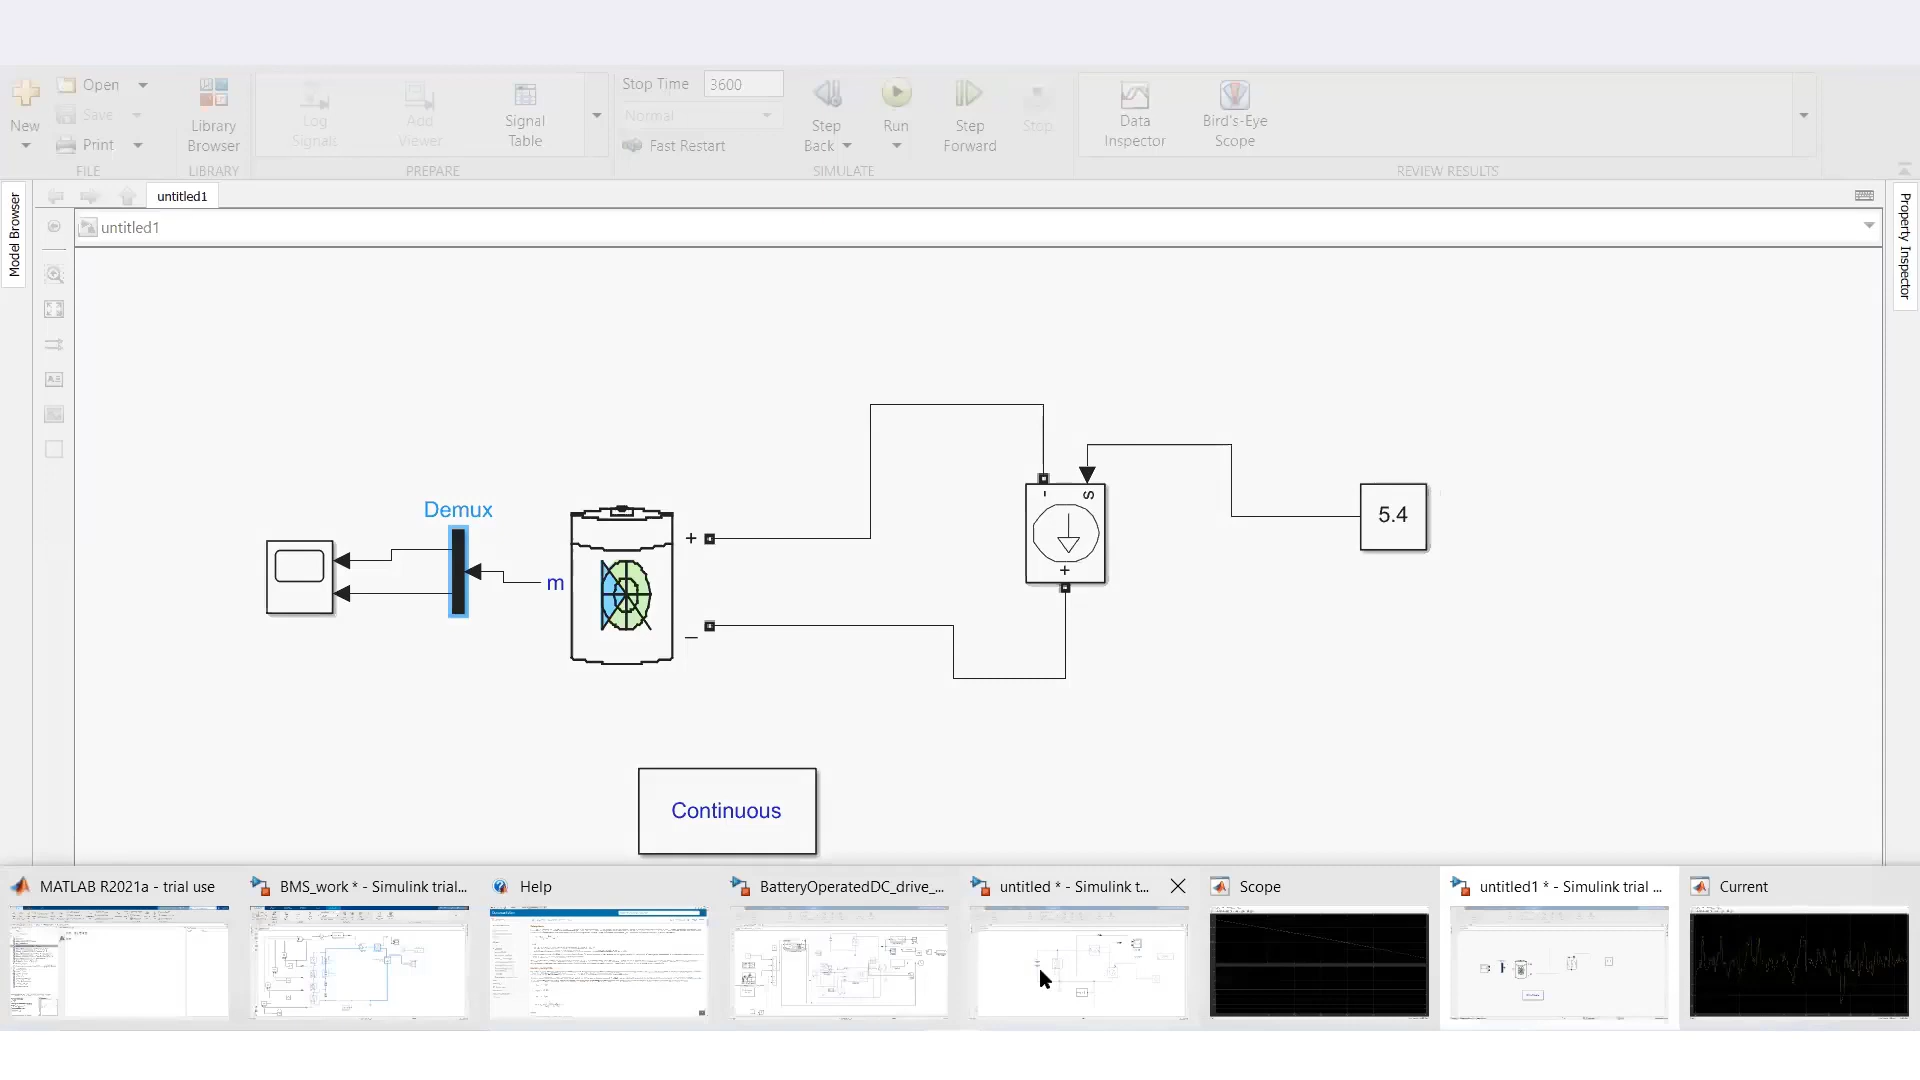 New
Open
Save
Print
FILE
Library
Browser
LIBRARY
Log
Signals
Add
Viewer
Signal
Table
PREPARE
Stop Time 3600
Normal
Fast Restart
Step
Back
Run
Step
Forward
Stop
SIMULATE
Data
Inspector
Bird's-Eye
Scope
REVIEW RESULTS
Model Browser
untitled1
untitled1
Property Inspector
Demux
m
+
–
-
S
+
5.4
Continuous
MATLAB R2021a - trial use
BMS_work * - Simulink trial...
Help
BatteryOperatedDC_drive_...
untitled * - Simulink t...
Scope
untitled1 * - Simulink trial ...
Current